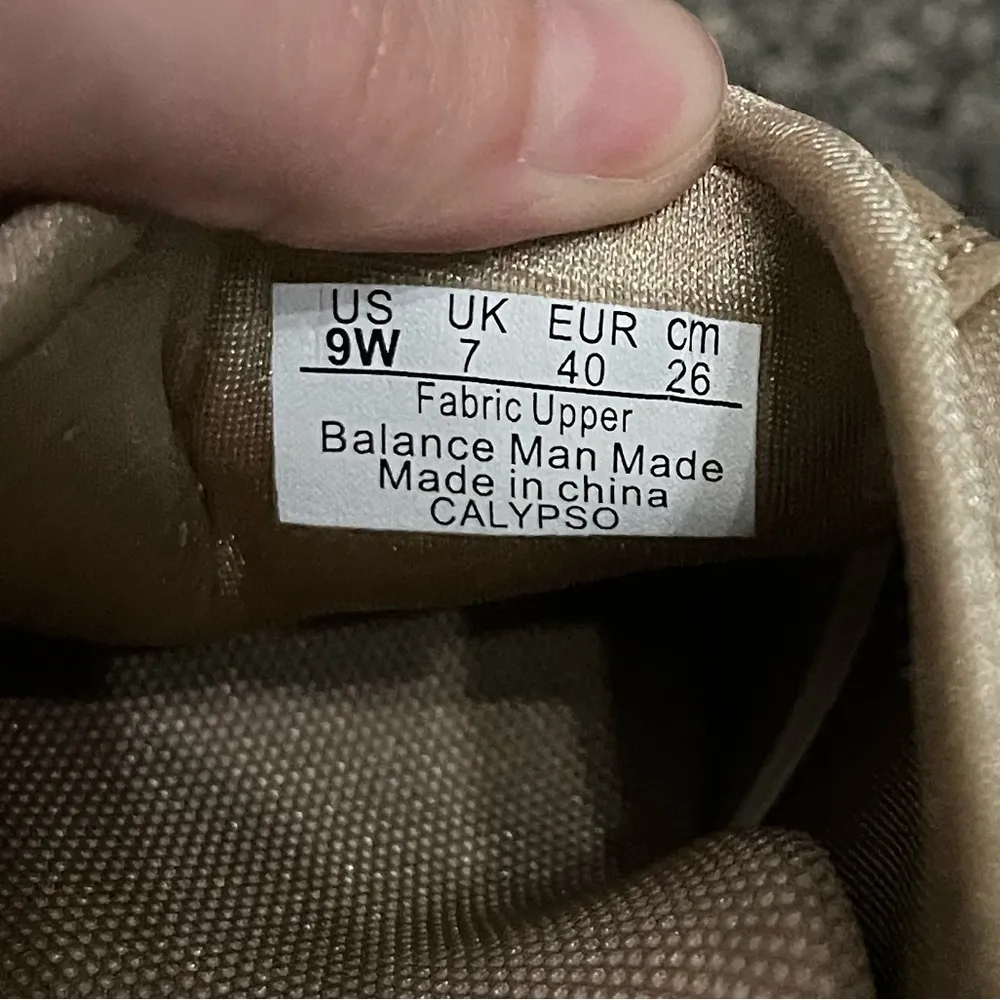 US UK EUR cm
9W 7 40 26
Fabric Upper
Balance Man Made
Made in china
CALYPSO